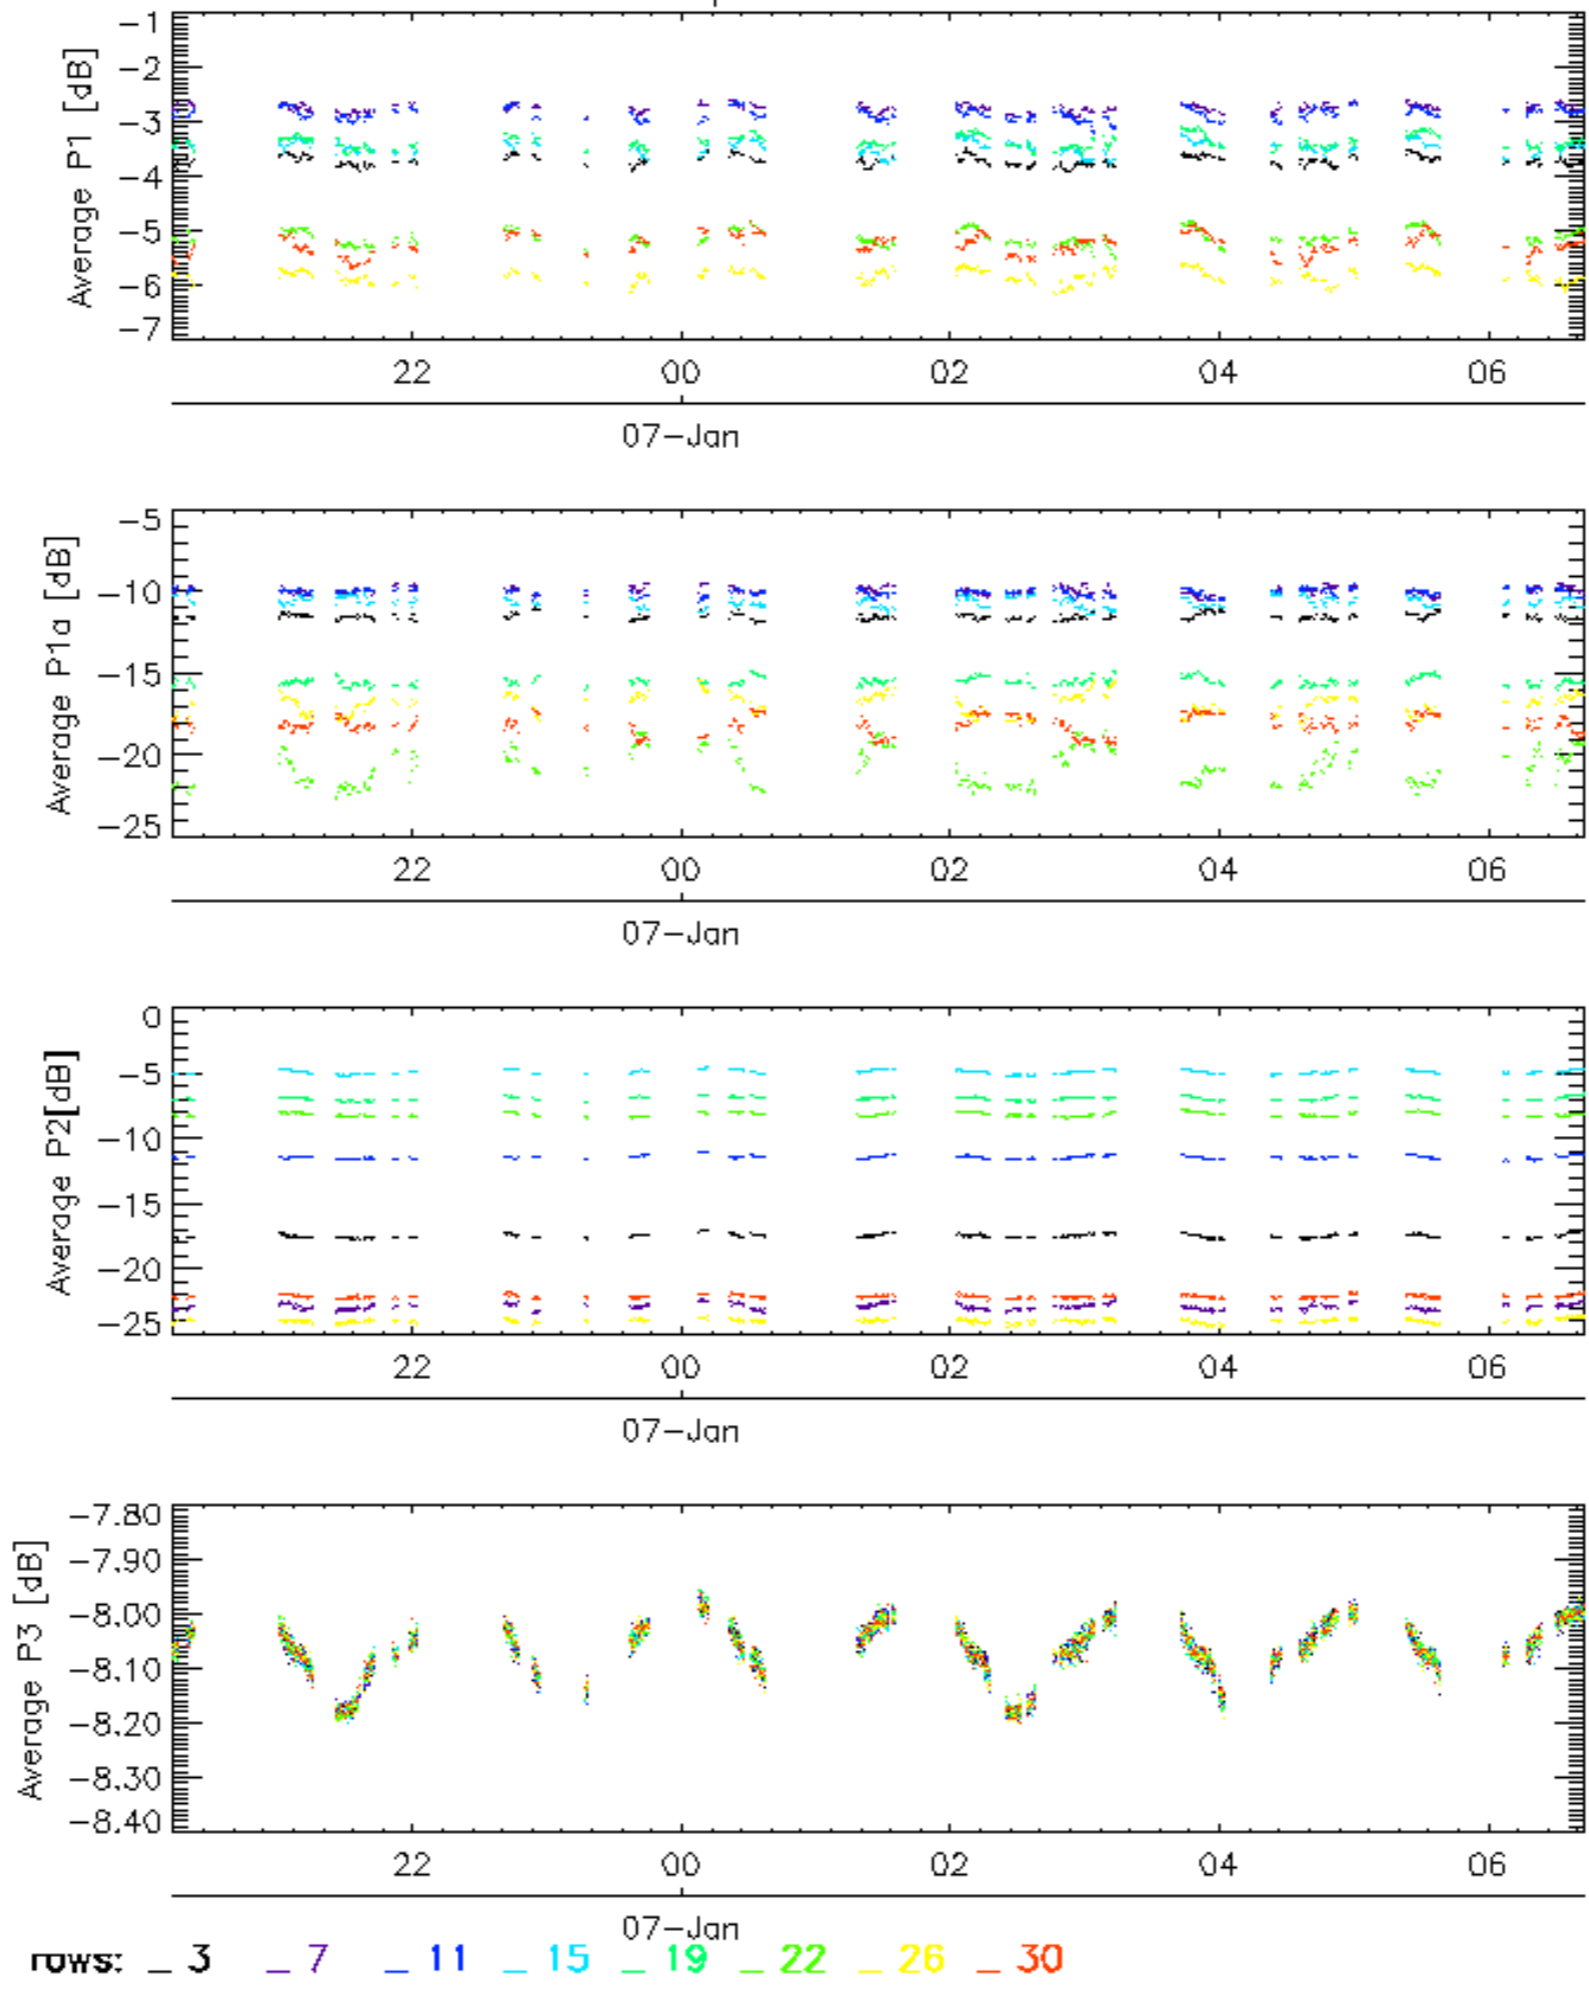 Average P1 [dB]
-1
-2
-3
-4
-5
-6
-7
22 00 02 04 06
07-Jan
Average P1a [dB]
-5
-10
-15
-20
-25
22 00 02 04 06
07-Jan
Average P2[dB]
0
-5
-10
-15
-20
-25
22 00 02 04 06
07-Jan
Average P3 [dB]
-7.80
-7.90
-8.00
-8.10
-8.20
-8.30
-8.40
22 00 02 04 06
07-Jan
rows: _ 3 _ 7 _ 11 _ 15 _ 19 _ 22 _ 26 _ 30